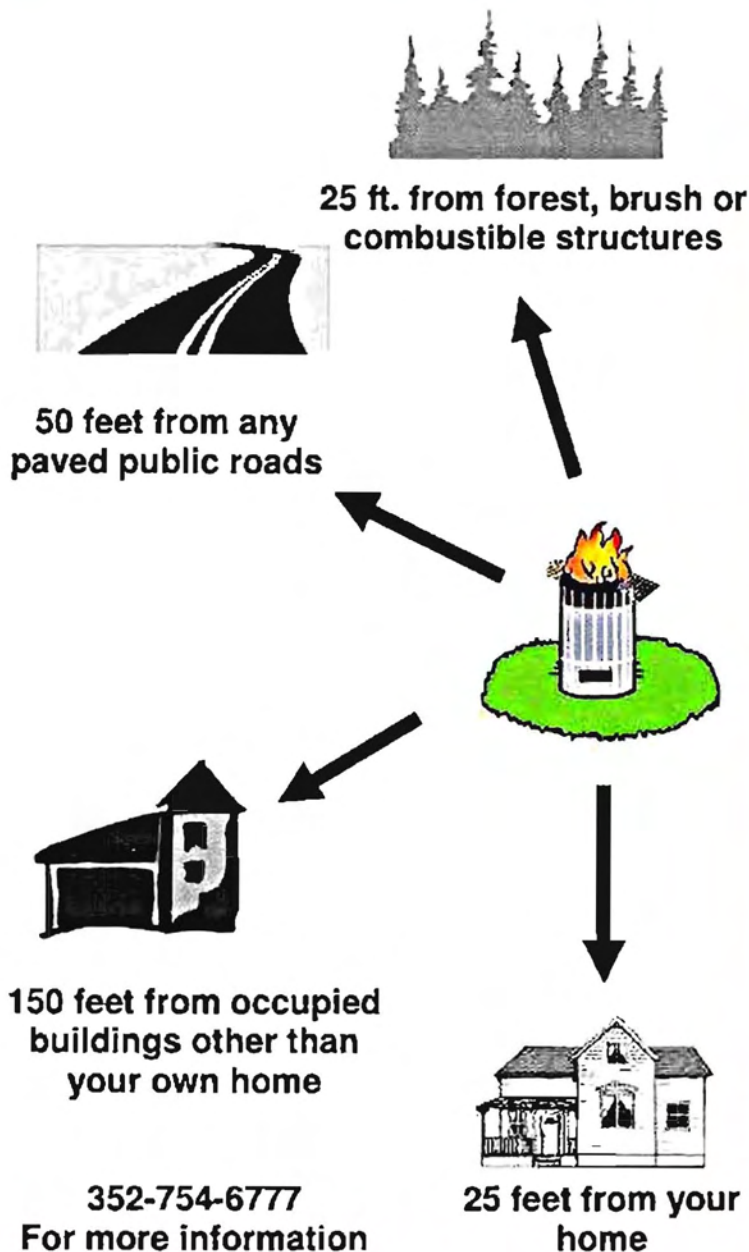 25 ft. from forest, brush or
combustible structures
50 feet from any
paved public roads
150 feet from occupied
buildings other than
your own home
352-754-6777
For more information
25 feet from your
home